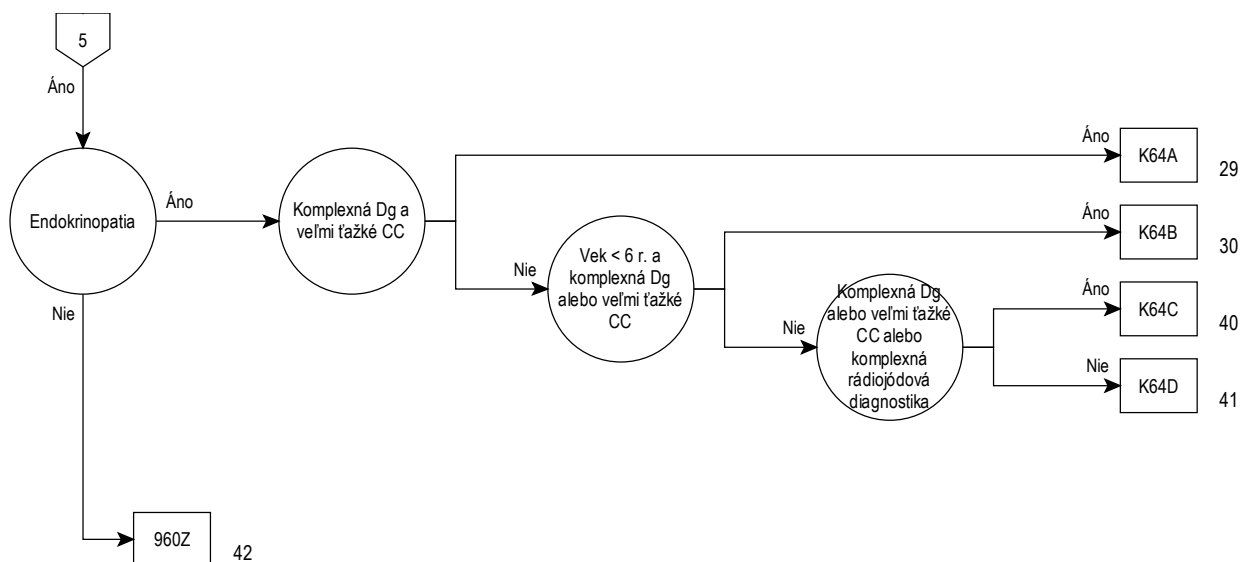 5
Áno
Endokrinopatia
Áno
Nie
Komplexná Dg a
veľmi ťažké CC
Nie
Vek < 6 r. a
komplexná Dg
alebo veľmi ťažké
CC
Nie
Komplexná Dg
alebo veľmi ťažké
CC alebo
komplexná
rádiojódová
diagnostika
Áno
K64A
29
Áno
K64B
30
Áno
K64C
40
Nie
K64D
41
960Z
42